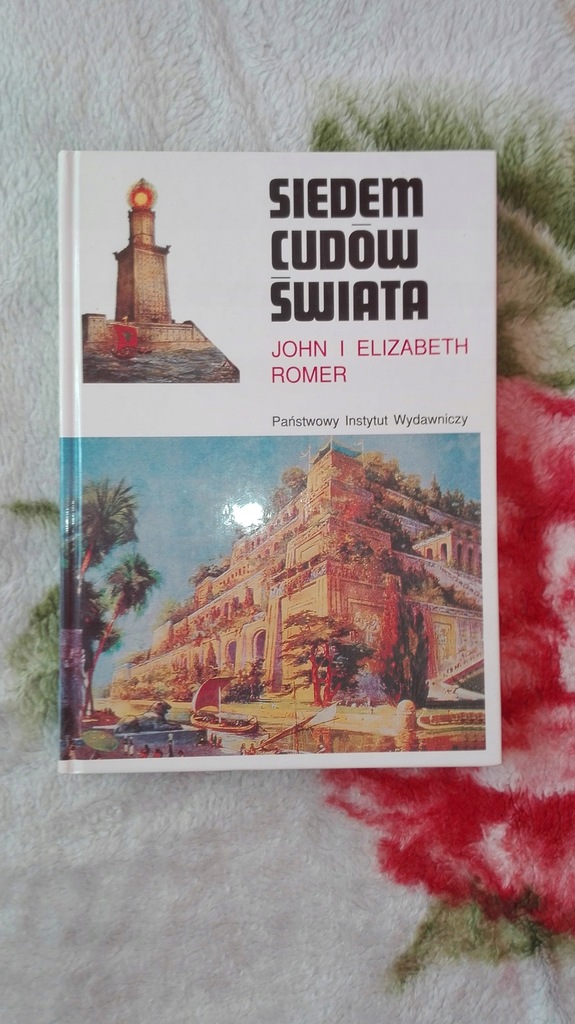 SIEDEM
CUDÓW
ŚWIATA
JOHN I ELIZABETH
ROMER
Państwowy Instytut Wydawniczy